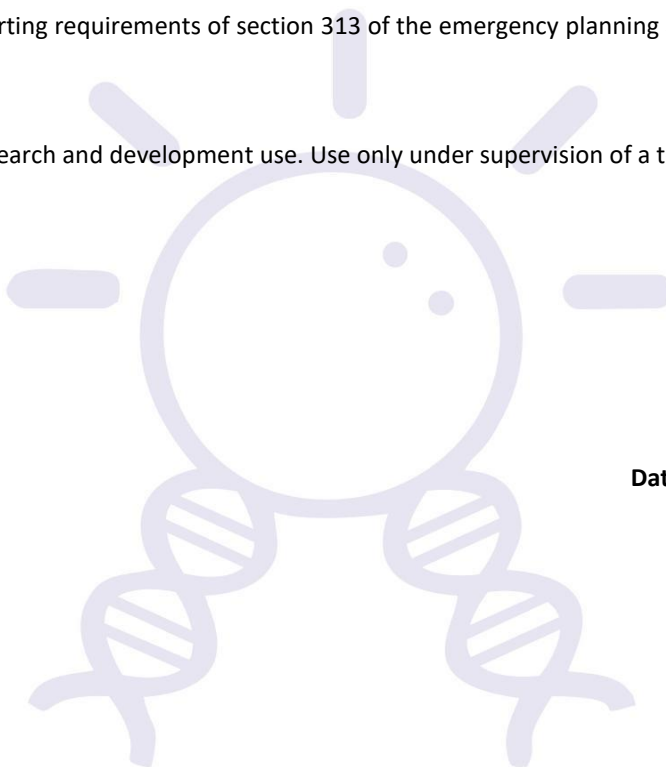 rting requirements of section 313 of the emergency planning
earch and development use. Use only under supervision of a t
Dat